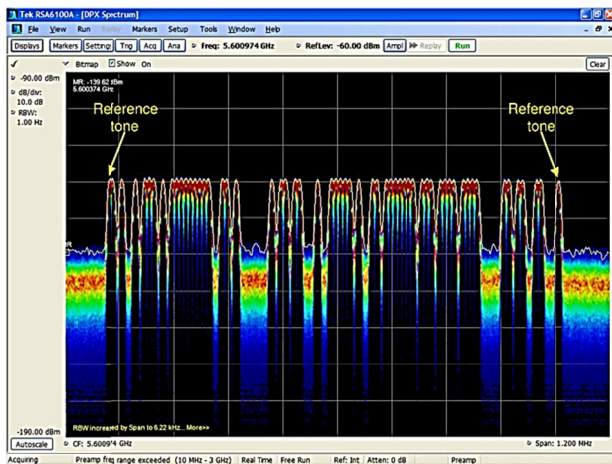 Tek RSA6100A - [DPX Spectrum]
File View Run Replay Markers Setup Tools Window Help
Displays Markers Settings Trig Acq Ana Freq: 5.600974 GHz RefLev: -60.00 dBm Ampl Replay Run
Bitmap Show On Clear
-90.00 dBm
dB/div:
10.0 dB
RBW:
1.00 Hz
MR: -139.62 dBm
5.600374 GHz
Reference
tone
Reference
tone
R
-190.00 dBm
RBW increased by Span to 6.22 kHz... More>>
Autoscale CF: 5.600974 GHz Span: 1.200 MHz
Acquiring Preamp freq range exceeded (10 MHz - 3 GHz) Real Time Free Run Ref: Int Atten: 0 dB Preamp